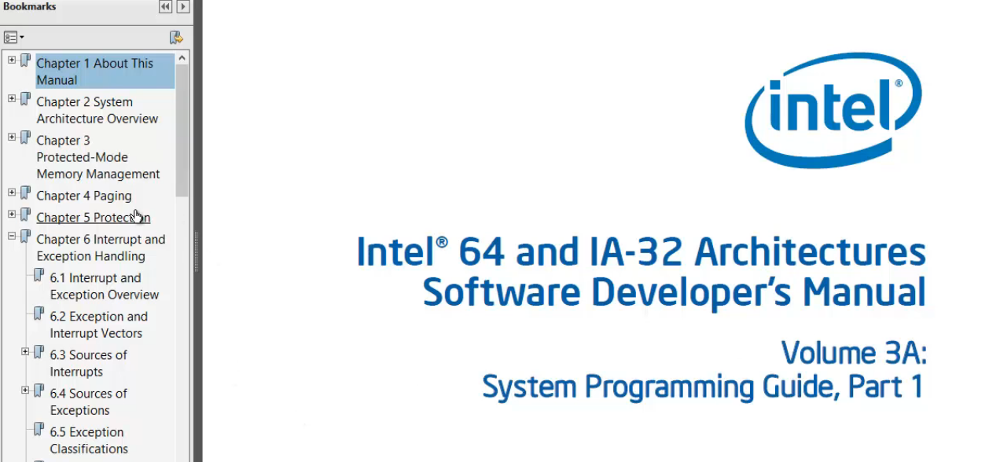 Bookmarks
Chapter 1 About This
Manual
Chapter 2 System
Architecture Overview
Chapter 3
Protected-Mode
Memory Management
Chapter 4 Paging
Chapter 5 Protection
Chapter 6 Interrupt and
Exception Handling
6.1 Interrupt and
Exception Overview
6.2 Exception and
Interrupt Vectors
6.3 Sources of
Interrupts
6.4 Sources of
Exceptions
6.5 Exception
Classifications
intel®
Intel® 64 and IA-32 Architectures
Software Developer's Manual
Volume 3A:
System Programming Guide, Part 1